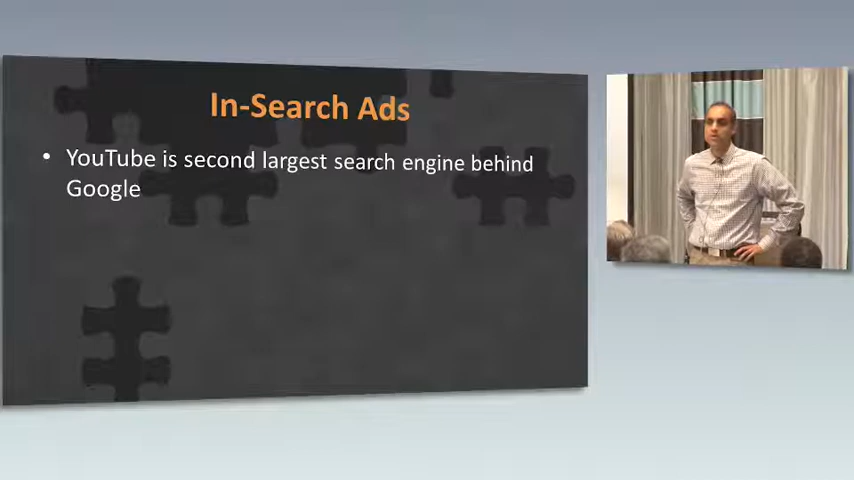 In-Search Ads
• YouTube is second largest search engine behind
Google